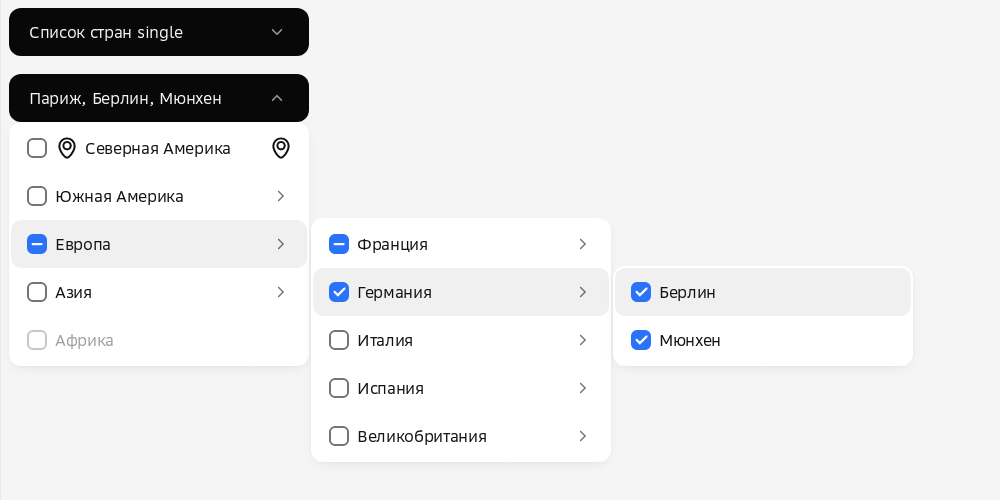 Список стран single
Париж, Берлин, Мюнхен
Северная Америка
Южная Америка
Европа
Азия
Африка
Франция
Германия
Италия
Испания
Великобритания
Берлин
Мюнхен